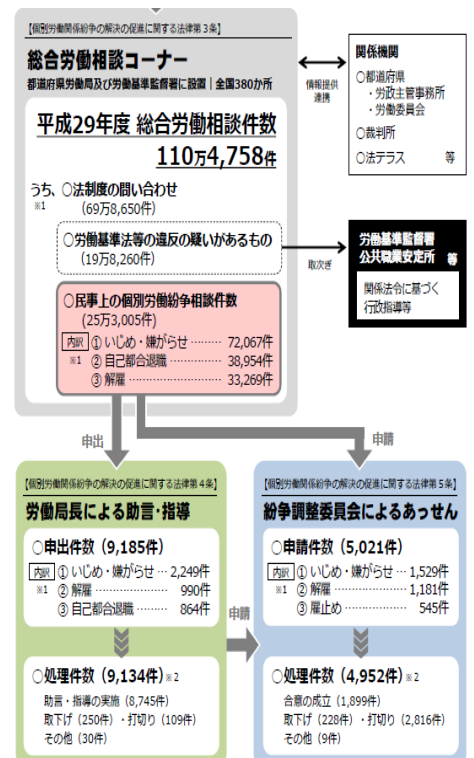 【個別労働関係紛争の解決の促進に関する法律第3条】
総合労働相談コーナー
都道府県労働局及び労働基準監督署に設置|全国380か所
平成29年度 総合労働相談件数
110万4,758件
うち、○法制度の問い合わせ
※1
(69万8,650件)
○労働基準法等の違反の疑いがあるもの
(19万8,260件)
○民事上の個別労働紛争相談件数
(25万3,005件)
内訳 ① いじめ・嫌がらせ ……… 72,067件
※1 ② 自己都合退職 …………… 38,954件
③ 解雇 ………………………… 33,269件
情報提供
連携
関係機関
○都道府県
・労政主管事務所
・労働委員会
○裁判所
○法テラス 等
取次ぎ
労働基準監督署
公共職業安定所 等
関係法令に基づく
行政指導等
申出
申請
【個別労働関係紛争の解決の促進に関する法律第4条】
労働局長による助言・指導
○申出件数(9,185件)
内訳 ① いじめ・嫌がらせ … 2,249件
※1 ② 解雇 ………………… 990件
③ 自己都合退職 ……… 864件
○処理件数(9,134件)※2
助言・指導の実施(8,745件)
取下げ(250件)・打切り(109件)
その他(30件)
申請
【個別労働関係紛争の解決の促進に関する法律第5条】
紛争調整委員会によるあっせん
○申請件数(5,021件)
内訳 ① いじめ・嫌がらせ … 1,529件
※1 ② 解雇 ………………… 1,181件
③ 雇止め ……………… 545件
○処理件数(4,952件)※2
合意の成立(1,899件)
取下げ(228件)・打切り(2,816件)
その他(9件)